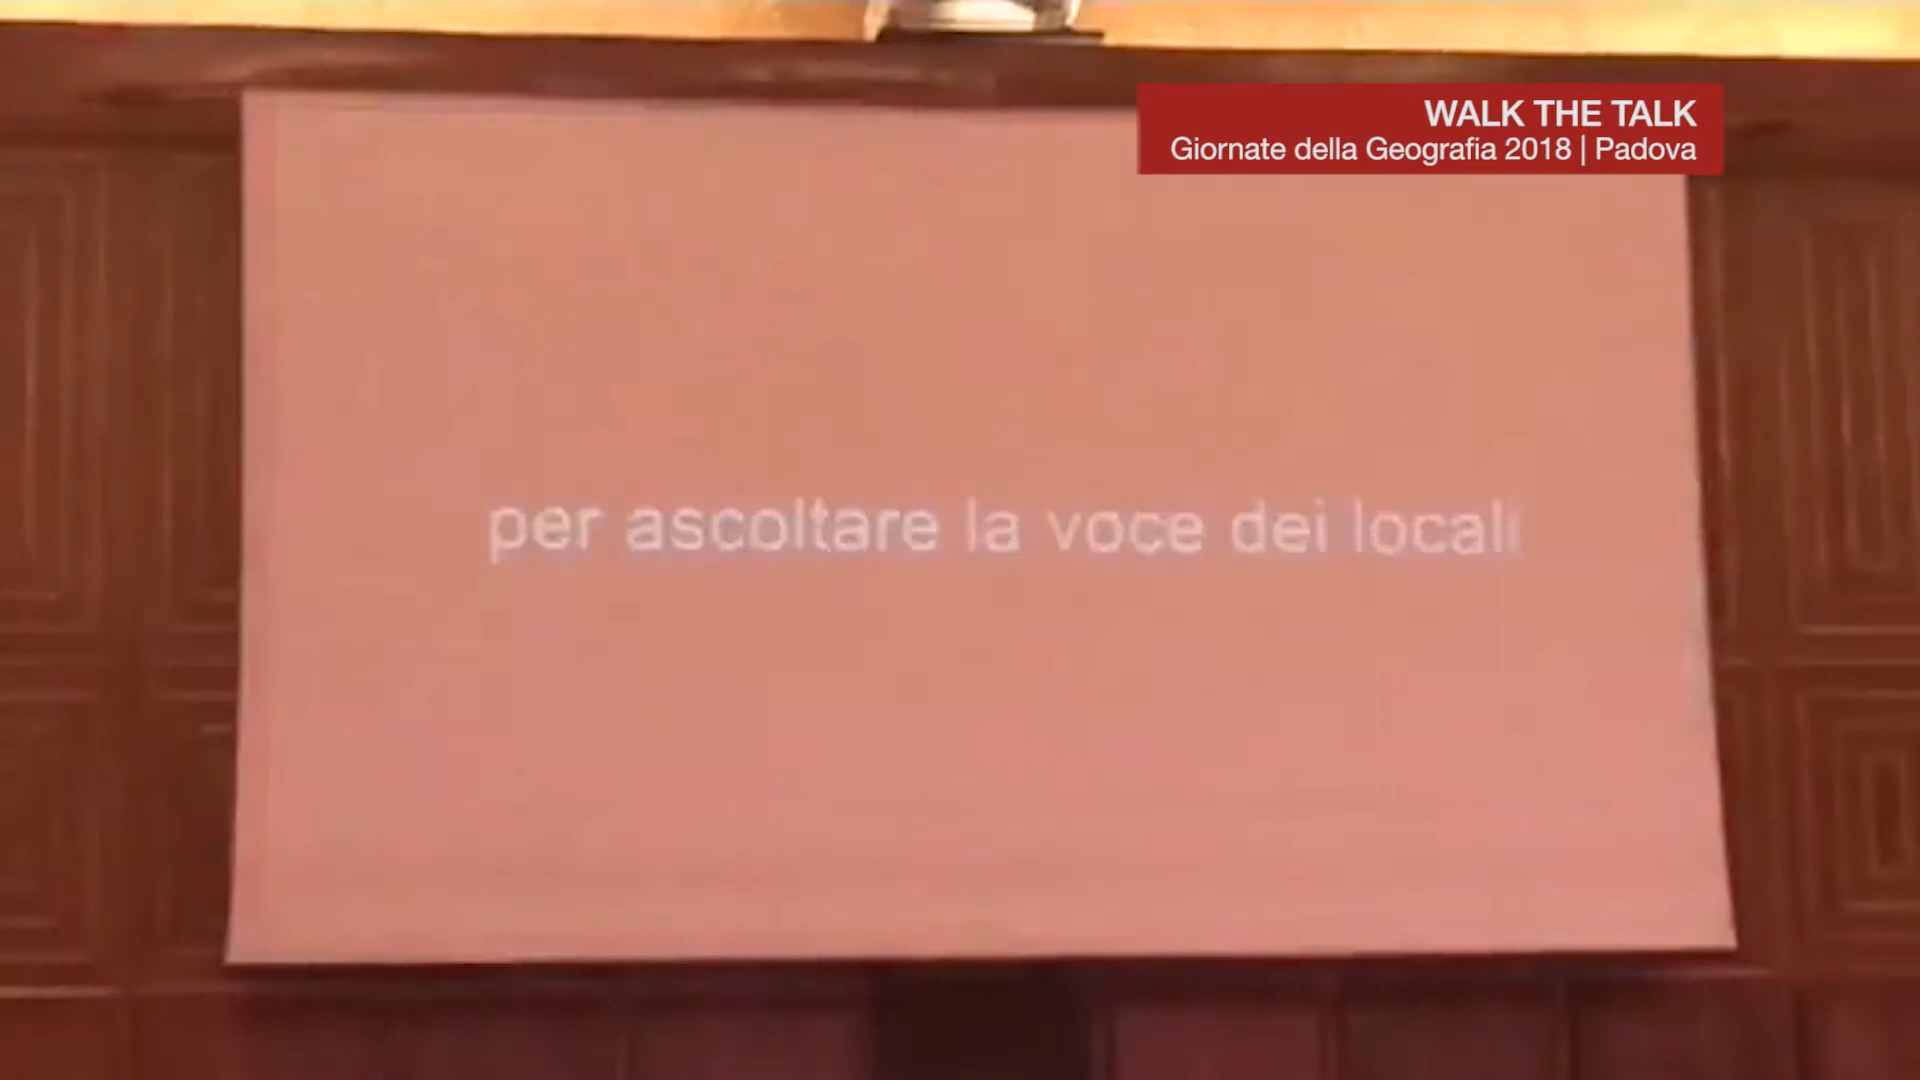 WALK THE TALK
Giornate della Geografia 2018 | Padova
per ascoltare la voce dei locali